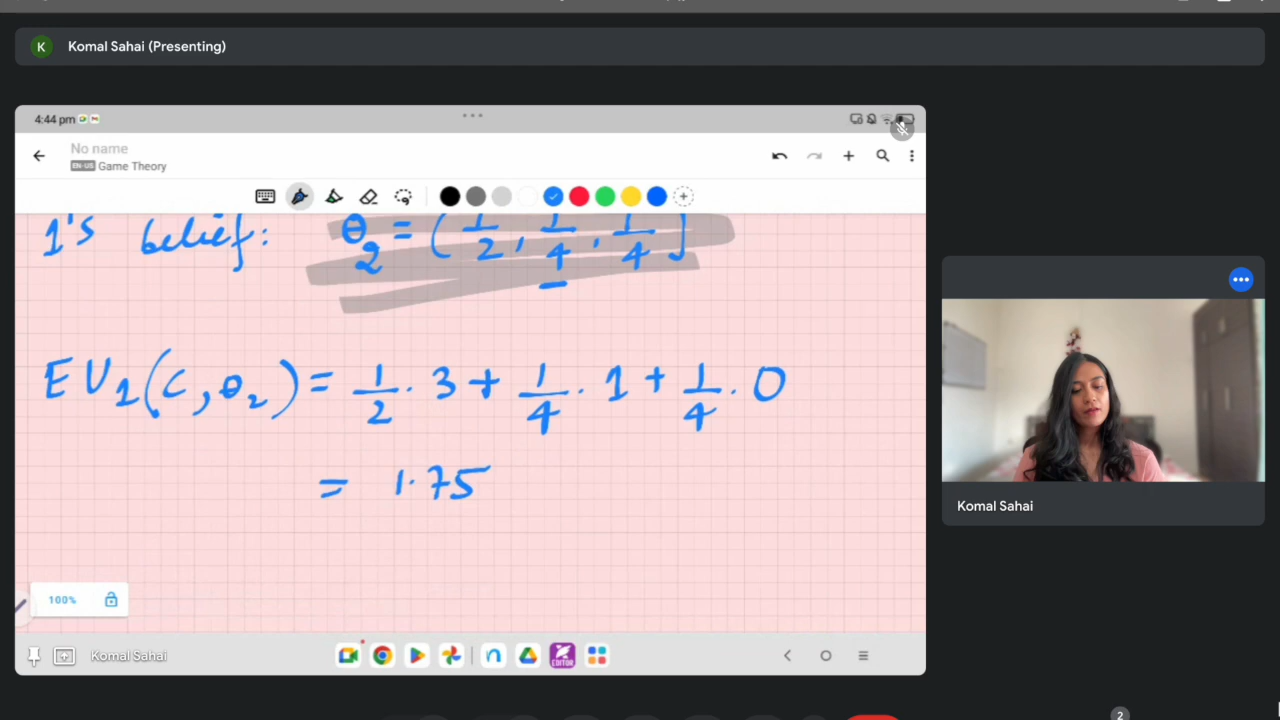 K Komal Sahai (Presenting)
4:44 pm
No name
EN-US Game Theory
1's belief: θ₂ = (1/2, 1/4, 1/4)
EU₁(C, θ₂) = 1/2 · 3 + 1/4 · 1 + 1/4 · 0
= 1.75
Komal Sahai
100%
Komal Sahai
EDITOR
2